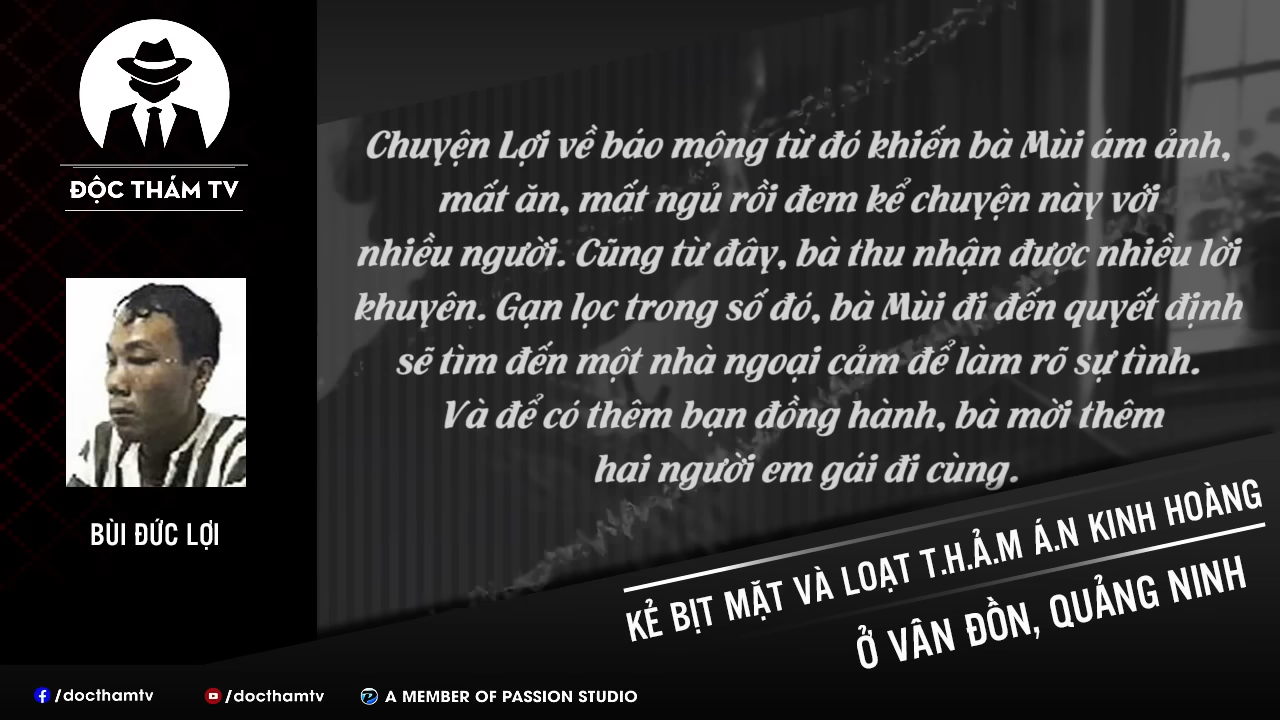 ĐỘC THÁM TV
BÙI ĐỨC LỢI
Chuyện Lợi về báo mộng từ đó khiến bà Mùi ám ảnh,
mất ăn, mất ngủ rồi đem kể chuyện này với
nhiều người. Cũng từ đây, bà thu nhận được nhiều lời
khuyên. Gạn lọc trong số đó, bà Mùi đi đến quyết định
sẽ tìm đến một nhà ngoại cảm để làm rõ sự tình.
Và để có thêm bạn đồng hành, bà mời thêm
hai người em gái đi cùng.
KẺ BỊT MẶT VÀ LOẠT T.H.Ả.M Á.N KINH HOÀNG
Ở VÂN ĐỒN, QUẢNG NINH
/docthamtv
/docthamtv
A MEMBER OF PASSION STUDIO